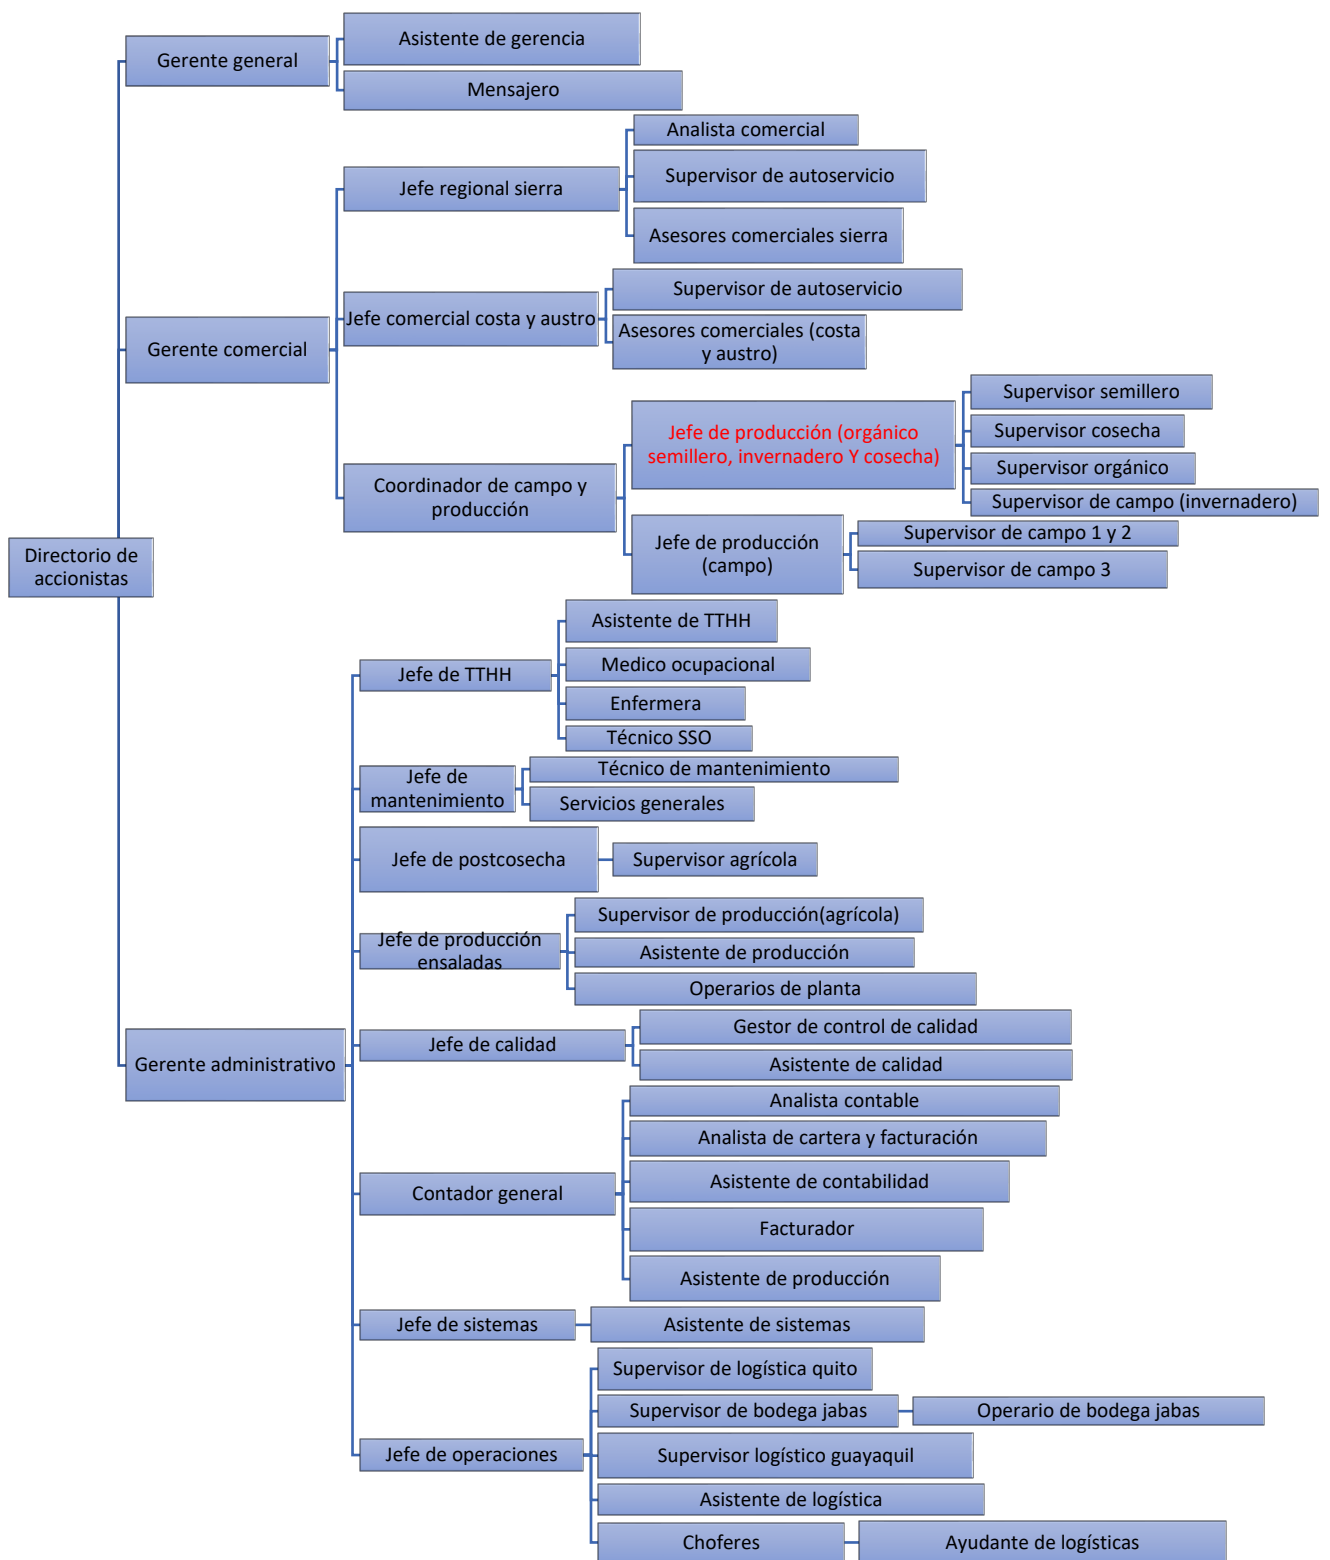 Asistente de gerencia
Gerente general
Mensajero
Analista comercial
Supervisor de autoservicio
Jefe regional sierra
Asesores comerciales sierra
Supervisor de autoservicio
Jefe comercial costa y austro
Asesores comerciales (costa
y austro)
Gerente comercial
Supervisor semillero
Jefe de producción (orgánico
semillero, invernadero Y cosecha)
Supervisor cosecha
Supervisor orgánico
Supervisor de campo (invernadero)
Coordinador de campo y
producción
Jefe de producción
(campo)
Supervisor de campo 1 y 2
Supervisor de campo 3
Directorio de
accionistas
Asistente de TTHH
Jefe de TTHH
Medico ocupacional
Enfermera
Técnico SSO
Jefe de
mantenimiento
Técnico de mantenimiento
Servicios generales
Jefe de postcosecha
Supervisor agrícola
Supervisor de producción(agrícola)
Jefe de producción
ensaladas
Asistente de producción
Operarios de planta
Gestor de control de calidad
Jefe de calidad
Asistente de calidad
Gerente administrativo
Analista contable
Analista de cartera y facturación
Asistente de contabilidad
Contador general
Facturador
Asistente de producción
Jefe de sistemas
Asistente de sistemas
Supervisor de logística quito
Supervisor de bodega jabas
Operario de bodega jabas
Jefe de operaciones
Supervisor logístico guayaquil
Asistente de logística
Choferes
Ayudante de logísticas